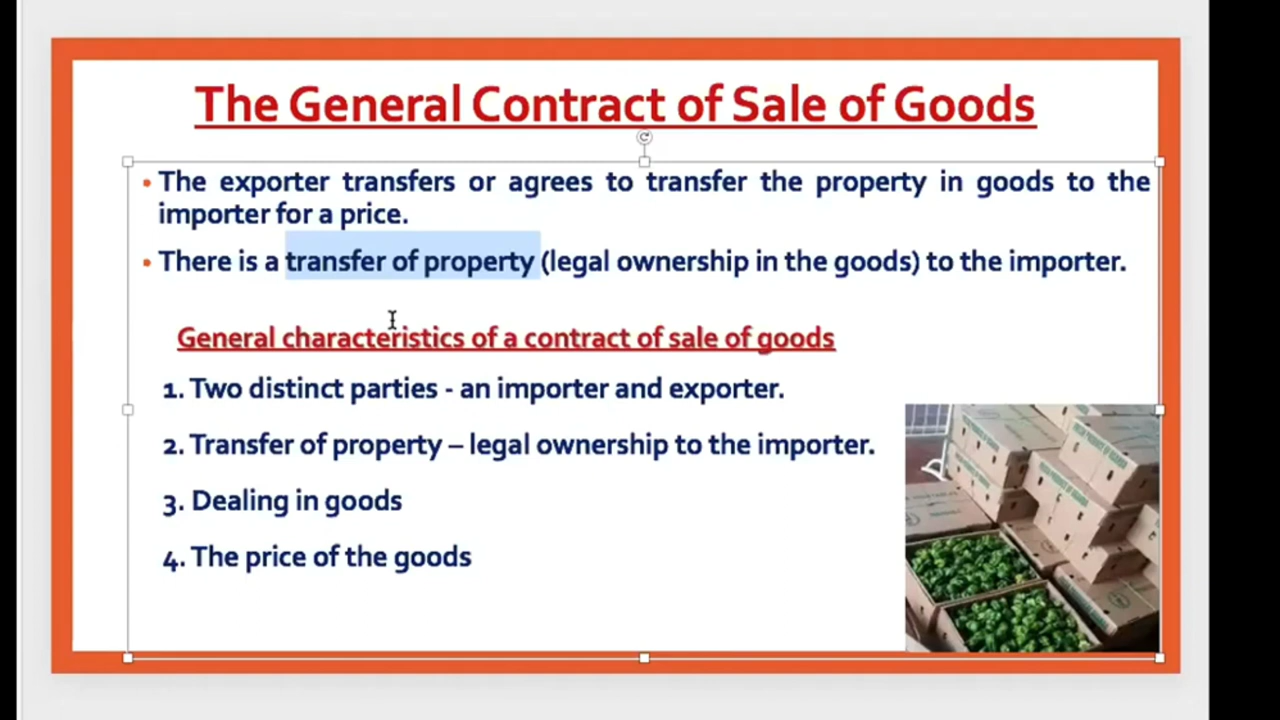 The General Contract of Sale of Goods
• The exporter transfers or agrees to transfer the property in goods to the
importer for a price.
• There is a transfer of property (legal ownership in the goods) to the importer.
General characteristics of a contract of sale of goods
1. Two distinct parties - an importer and exporter.
2. Transfer of property – legal ownership to the importer.
3. Dealing in goods
4. The price of the goods